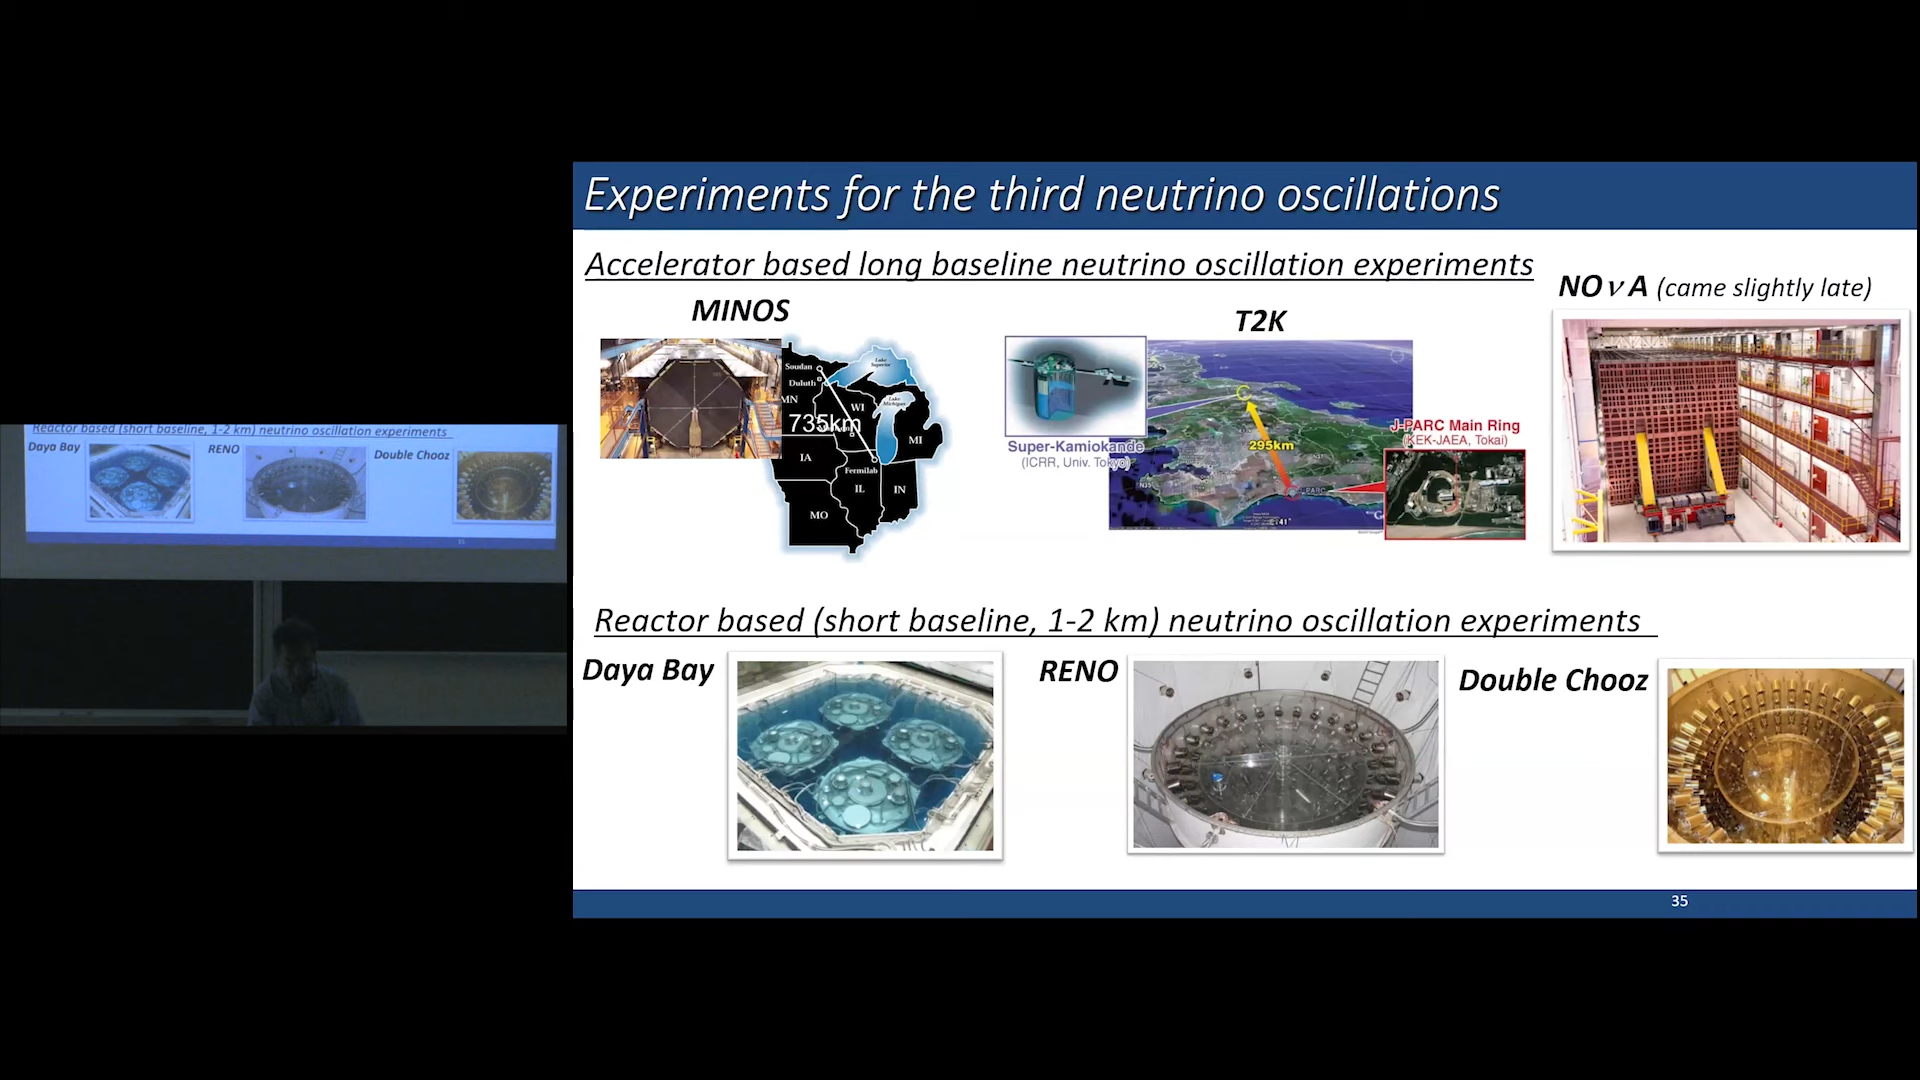 Experiments for the third neutrino oscillations
Accelerator based long baseline neutrino oscillation experiments
MINOS
T2K
NOνA (came slightly late)
Soudan
Duluth
Lake Superior
MN
WI
Lake Michigan
735km
MI
IA
Fermilab
IL
IN
MO
Super-Kamiokande
(ICRR, Univ. Tokyo)
295km
J-PARC
J-PARC Main Ring
(KEK-JAEA, Tokai)
Reactor based (short baseline, 1-2 km) neutrino oscillation experiments
Daya Bay
RENO
Double Chooz
35
Reactor based (short baseline, 1-2 km) neutrino oscillation experiments
Daya Bay
RENO
Double Chooz